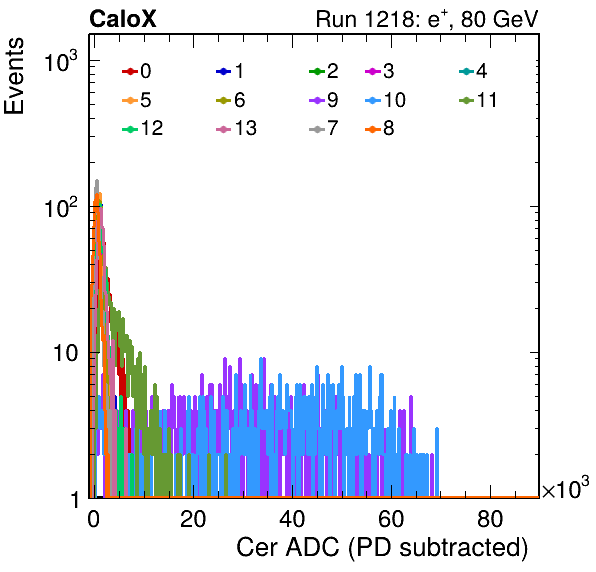 CaloX Run 1218: e⁺, 80 GeV
Events
10³
0 1 2 3 4
5 6 9 10 11
12 13 7 8
10²
10
1
0 20 40 60 80 ×10³
Cer ADC (PD subtracted)